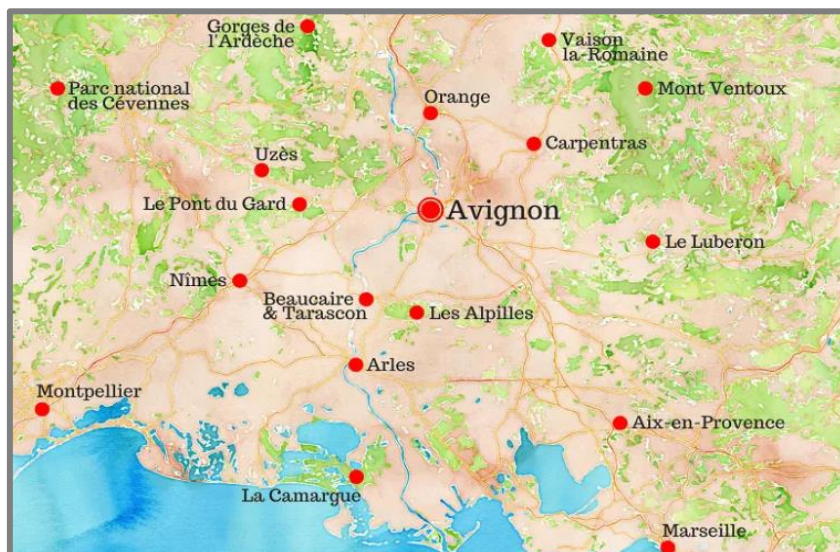 Gorges de
l'Ardèche
Vaison
la-Romaine
Parc national
des Cévennes
Mont Ventoux
Orange
Carpentras
Uzès
Le Pont du Gard
Avignon
Le Luberon
Nîmes
Beaucaire
& Tarascon
Les Alpilles
Arles
Montpellier
Aix-en-Provence
La Camargue
Marseille